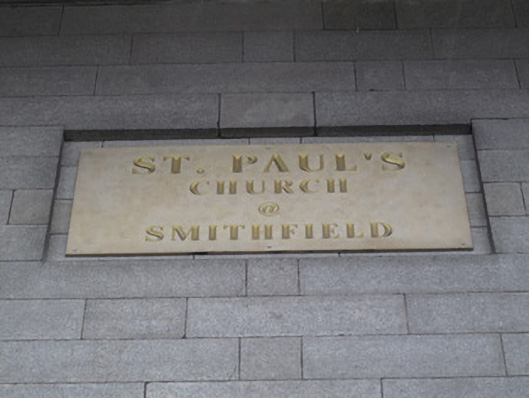 ST. PAUL'S
CHURCH
@
SMITHFIELD